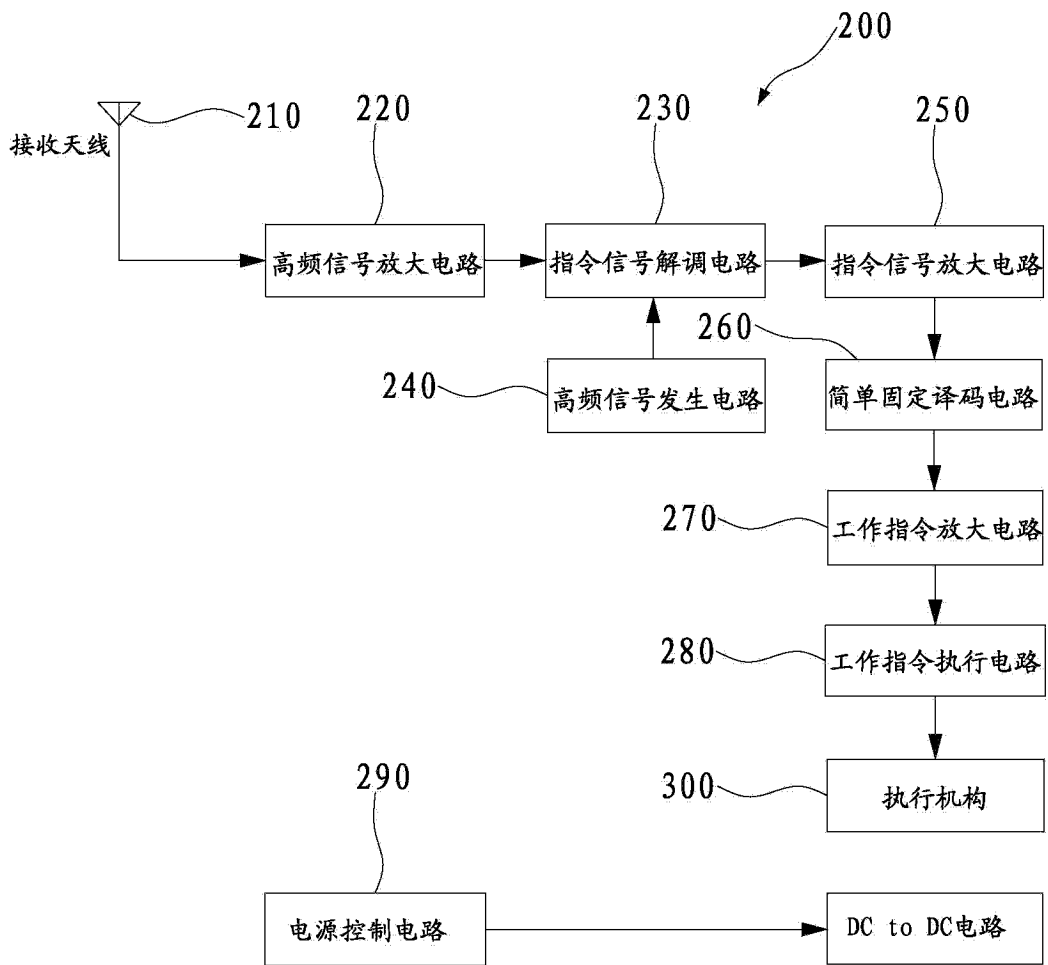 200
210
220
230
250
接收天线
高频信号放大电路
指令信号解调电路
指令信号放大电路
260
240
高频信号发生电路
简单固定译码电路
270
工作指令放大电路
280
工作指令执行电路
290
300
执行机构
电源控制电路
DC to DC电路